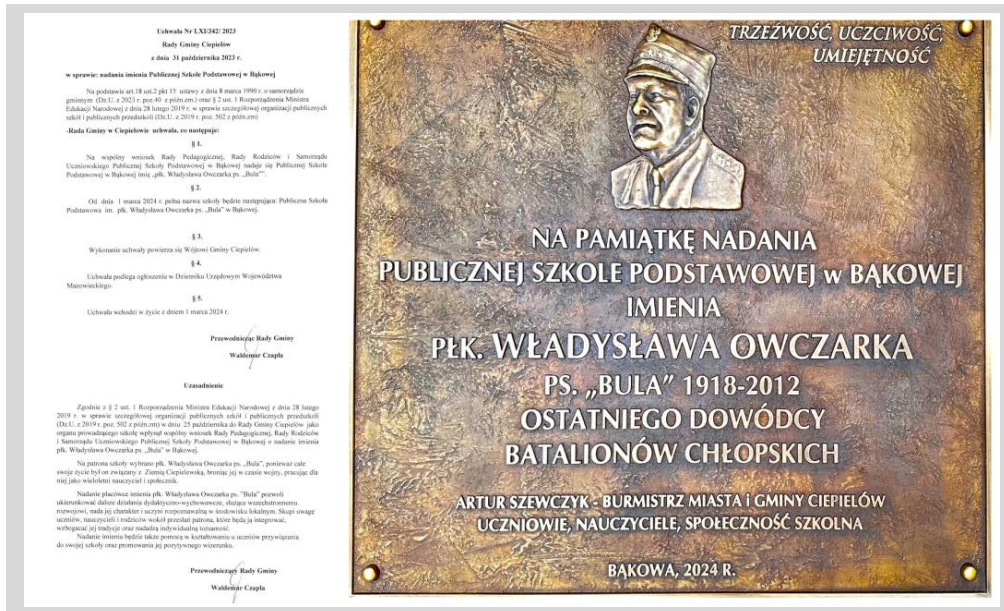 Uchwała Nr LXI/342/ 2023
Rady Gminy Ciepielów
z dnia 31 października 2023 r.
w sprawie: nadania imienia Publicznej Szkole Podstawowej w Bąkowej
Na podstawie art.18 ust.2 pkt 15 ustawy z dnia 8 marca 1990 r. o samorządzie
gminnym (Dz.U. z 2023 r. poz.40 z późn.zm.) oraz § 2 ust. 1 Rozporządzenia Ministra
Edukacji Narodowej z dnia 28 lutego 2019 r. w sprawie szczegółowej organizacji publicznych
szkół i publicznych przedszkoli (Dz.U. z 2019 r. poz. 502 z późn.zm)
-Rada Gminy w Ciepielowie uchwala, co następuje:
§ 1.
Na wspólny wniosek Rady Pedagogicznej, Rady Rodziców i Samorządu
Uczniowskiego Publicznej Szkoły Podstawowej w Bąkowej nadaje się Publicznej Szkole
Podstawowej w Bąkowej imię „płk. Władysława Owczarka ps. „Bula"".
§ 2.
Od dnia 1 marca 2024 r. pełna nazwa szkoły będzie następująca: Publiczna Szkoła
Podstawowa im. płk. Władysława Owczarka ps. „Bula" w Bąkowej.
§ 3.
Wykonanie uchwały powierza się Wójtowi Gminy Ciepielów.
§ 4.
Uchwała podlega ogłoszeniu w Dzienniku Urzędowym Województwa
Mazowieckiego.
§ 5.
Uchwała wchodzi w życie z dniem 1 marca 2024 r.
Przewodnicząc Rady Gminy
Waldemar Czapla
Uzasadnienie
Zgodnie z § 2 ust. 1 Rozporządzenia Ministra Edukacji Narodowej z dnia 28 lutego
2019 r. w sprawie szczegółowej organizacji publicznych szkół i publicznych przedszkoli
(Dz.U. z 2019 r. poz. 502 z późn.zm) w dniu 25 października do Rady Gminy Ciepielów jako
organu prowadzącego szkołę wpłynął wspólny wniosek Rady Pedagogicznej, Rady Rodziców
i Samorządu Uczniowskiego Publicznej Szkoły Podstawowej w Bąkowej o nadanie imienia
płk. Władysława Owczarka ps. „Bula" w Bąkowej.
Na patrona szkoły wybrano płk. Władysława Owczarka ps. „Bula", ponieważ całe
swoje życie był on związany z Ziemią Ciepielewską, broniąc jej w czasie wojny, pracując dla
niej jako wieloletni nauczyciel i społecznik.
Nadanie placówce imienia płk. Władysława Owczarka ps. "Bula" pozwoli
ukierunkować dalsze działania dydaktyczno-wychowawcze, służące wszechstronnemu
rozwojowi, nada jej charakter i uczyni rozpoznawalną w środowisku lokalnym. Skupi uwagę
uczniów, nauczycieli i rodziców wokół przesłań patrona, które będą ją integrować,
wzbogacać jej tradycje oraz nadadzą indywidualną tożsamość.
Nadanie imienia będzie także pomocą w kształtowaniu u uczniów przywiązania
do swojej szkoły oraz promowania jej pozytywnego wizerunku.
Przewodniczący Rady Gminy
Waldemar Czapla
TRZEŹWOŚĆ, UCZCIWOŚĆ,
UMIEJĘTNOŚĆ
NA PAMIĄTKĘ NADANIA
PUBLICZNEJ SZKOLE PODSTAWOWEJ w BĄKOWEJ
IMIENIA
PŁK. WŁADYSŁAWA OWCZARKA
PS. „BULA" 1918-2012
OSTATNIEGO DOWÓDCY
BATALIONÓW CHŁOPSKICH
ARTUR SZEWCZYK - BURMISTRZ MIASTA i GMINY CIEPIELÓW
UCZNIOWIE, NAUCZYCIELE, SPOŁECZNOŚĆ SZKOLNA
BĄKOWA, 2024 R.